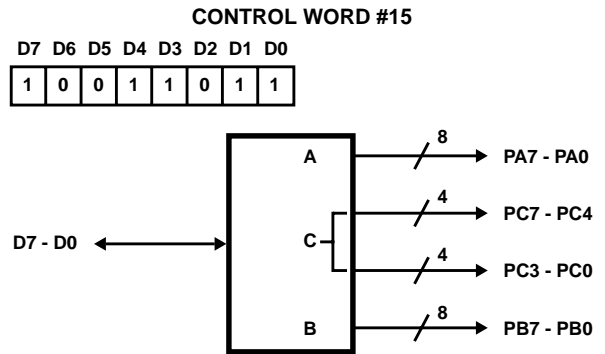 CONTROL WORD #15
D7 D6 D5 D4 D3 D2 D1 D0
1 0 0 1 1 0 1 1
A
8
PA7 - PA0
4
PC7 - PC4
D7 - D0
C
4
PC3 - PC0
B
8
PB7 - PB0